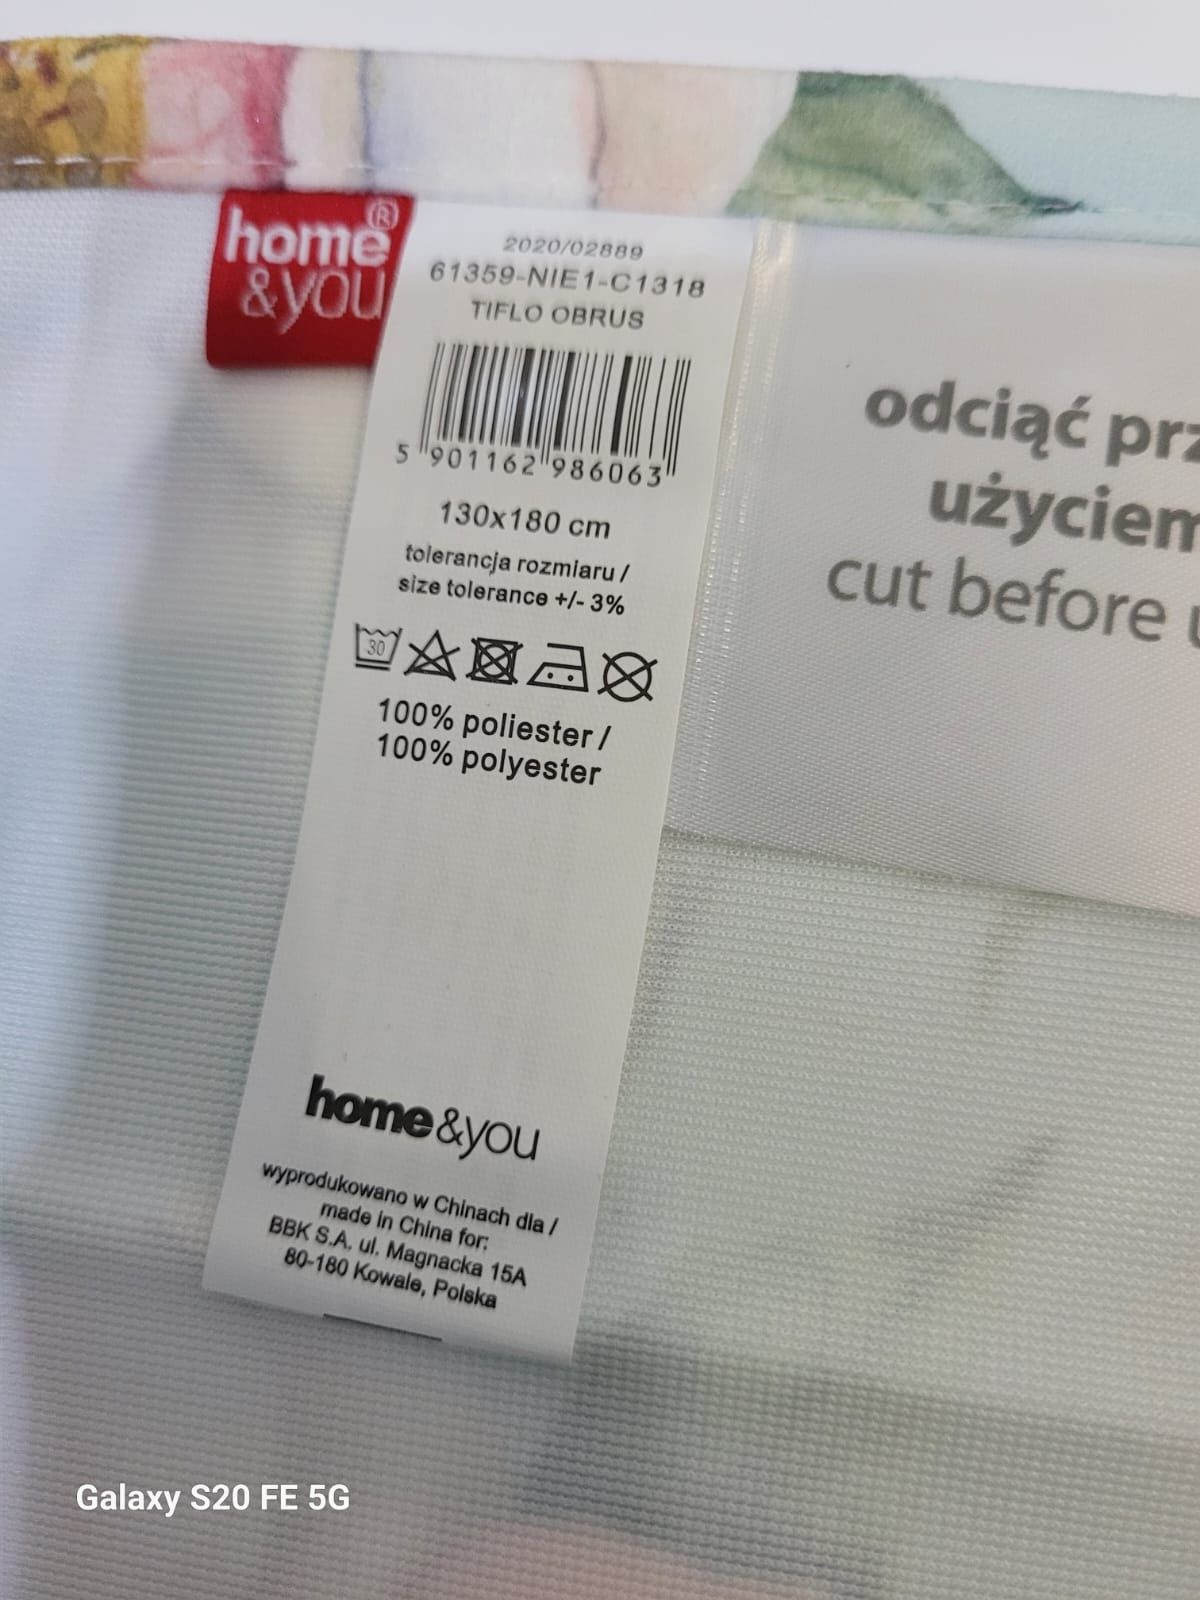 home®
&you
2020/02889
61359-NIE1-C1318
TIFLO OBRUS
5 901162 986063
130x180 cm
tolerancja rozmiaru /
size tolerance +/- 3%
30
100% poliester /
100% polyester
home&you
wyprodukowano w Chinach dla /
made in China for:
BBK S.A. ul. Magnacka 15A
80-180 Kowale, Polska
odciąć prz
użyciem
cut before
Galaxy S20 FE 5G